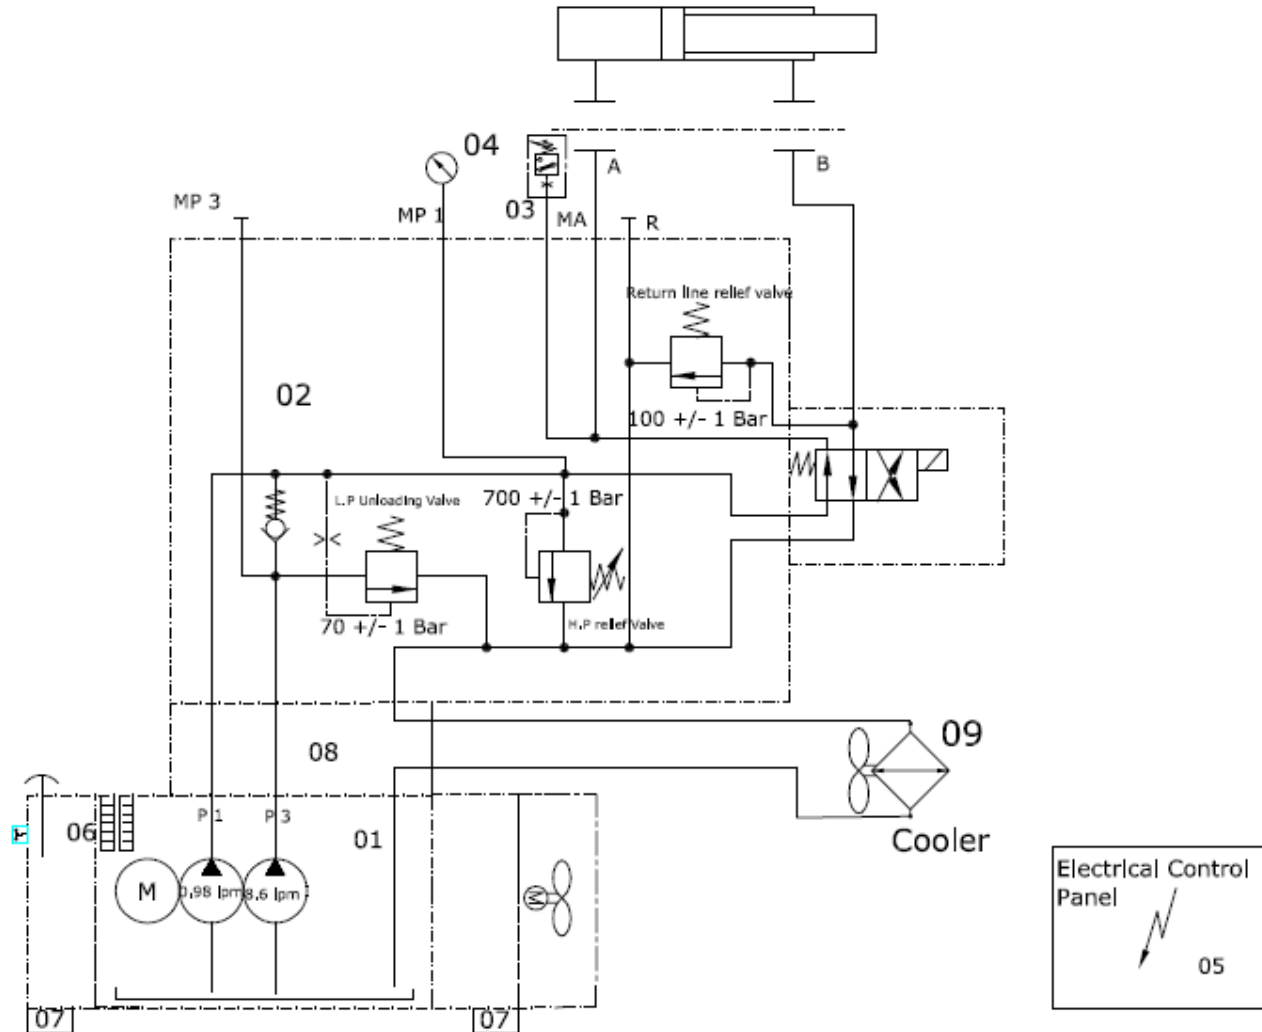 04
A
B
MP 3
MP 1
03
MA
R
Return line relief valve
02
100 +/- 1 Bar
L.P Unloading Valve
700 +/- 1 Bar
70 +/- 1 Bar
H.P relief Valve
08
09
06
P 1
P 3
01
Cooler
M
0,98 lpm
8.6 lpm
M
Electrical Control
Panel
05
07
07